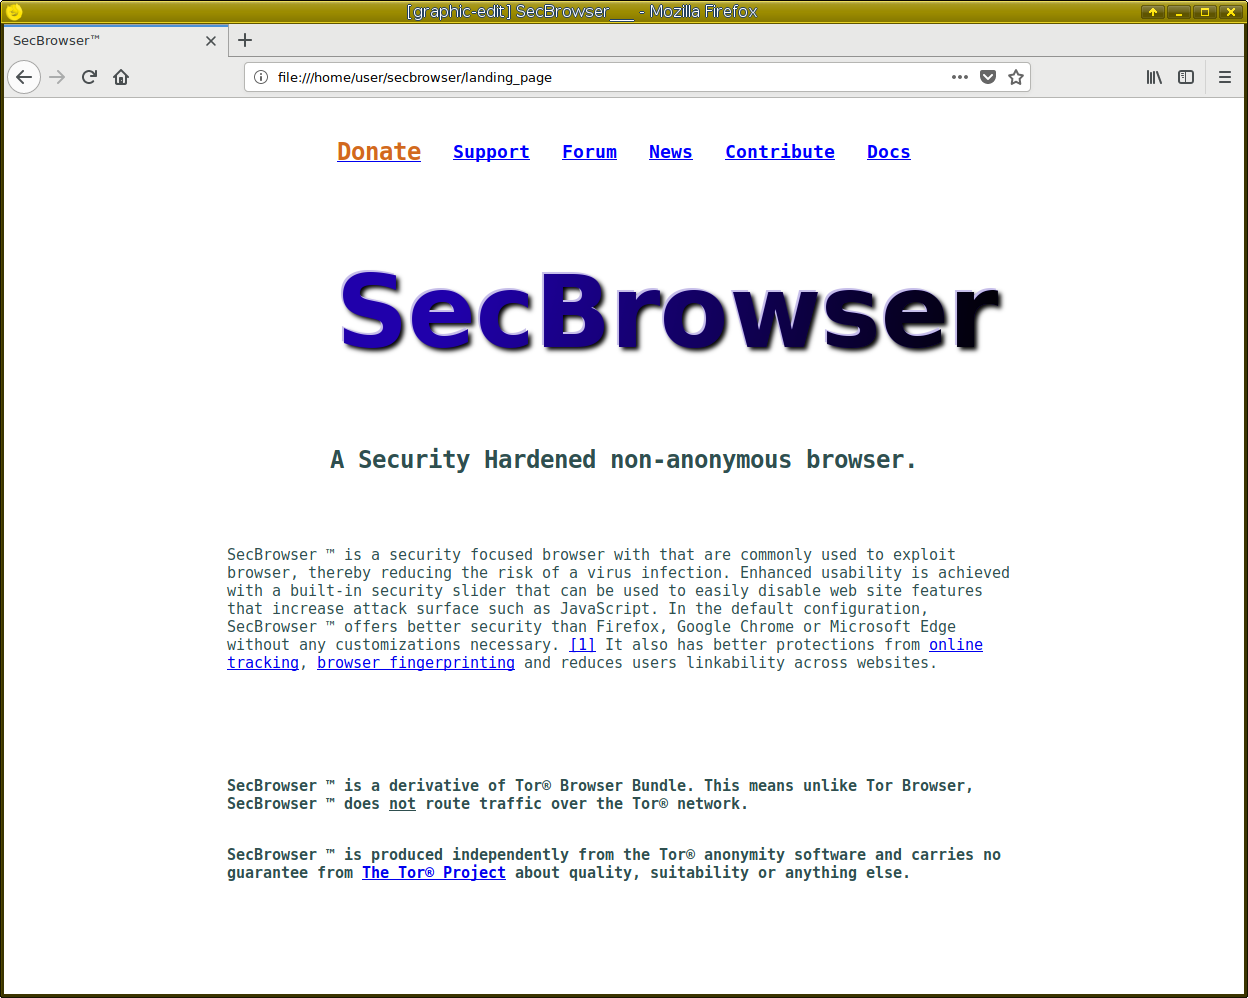 [graphic-edit] SecBrowser___ - Mozilla Firefox
SecBrowser™
file:///home/user/secbrowser/landing_page
Donate Support Forum News Contribute Docs
SecBrowser
A Security Hardened non-anonymous browser.
SecBrowser ™ is a security focused browser with that are commonly used to exploit
browser, thereby reducing the risk of a virus infection. Enhanced usability is achieved
with a built-in security slider that can be used to easily disable web site features
that increase attack surface such as JavaScript. In the default configuration,
SecBrowser ™ offers better security than Firefox, Google Chrome or Microsoft Edge
without any customizations necessary. [1] It also has better protections from online
tracking, browser fingerprinting and reduces users linkability across websites.
SecBrowser ™ is a derivative of Tor® Browser Bundle. This means unlike Tor Browser,
SecBrowser ™ does not route traffic over the Tor® network.
SecBrowser ™ is produced independently from the Tor® anonymity software and carries no
guarantee from The Tor® Project about quality, suitability or anything else.